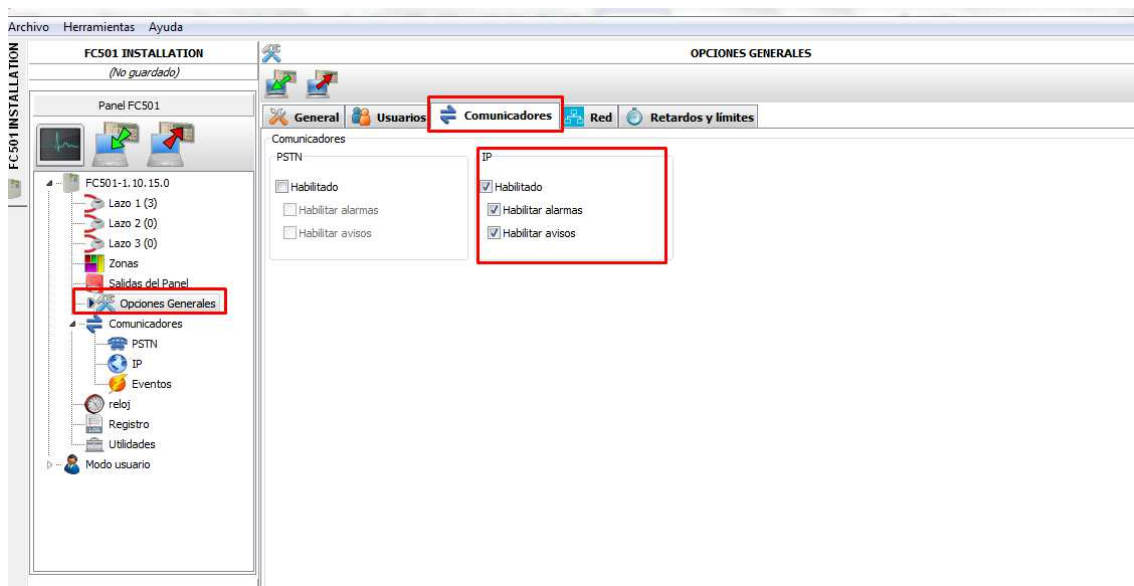 Archivo Herramientas Ayuda
FC501 INSTALLATION
FC501 INSTALLATION
(No guardado)
Panel FC501
FC501-1.10.15.0
Lazo 1 (3)
Lazo 2 (0)
Lazo 3 (0)
Zonas
Salidas del Panel
Opciones Generales
Comunicadores
PSTN
IP
Eventos
reloj
Registro
Utilidades
Modo usuario
OPCIONES GENERALES
General Usuarios Comunicadores Red Retardos y límites
Comunicadores
PSTN
Habilitado
Habilitar alarmas
Habilitar avisos
IP
Habilitado
Habilitar alarmas
Habilitar avisos